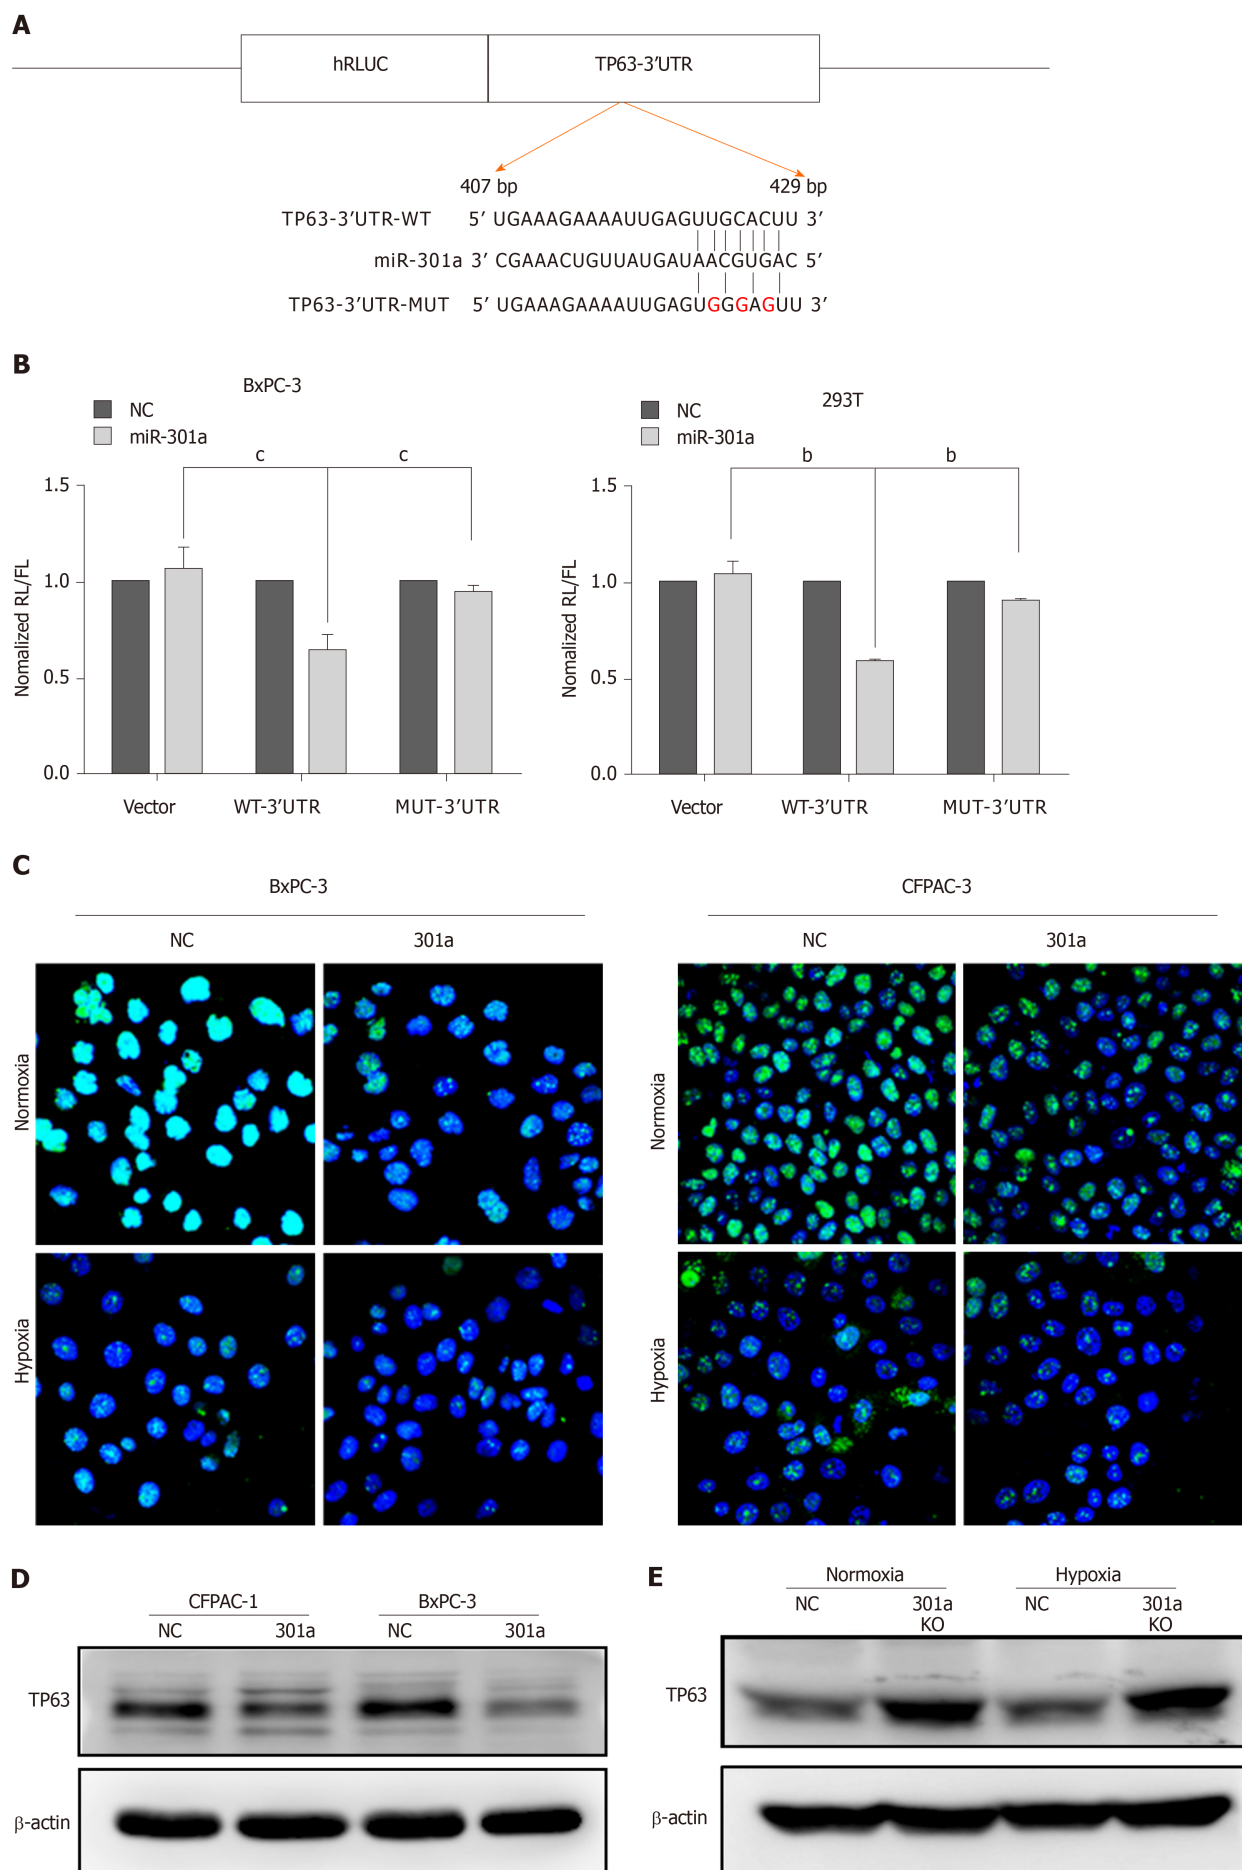 A
hRLUC
TP63-3′UTR
407 bp
429 bp
TP63-3′UTR-WT 5′ UGAAAGAAAAUUGAGUUGCACUU 3′
miR-301a 3′ CGAAACUGUUAUGAUAACGUGAC 5′
TP63-3′UTR-MUT 5′ UGAAAGAAAAUUGAGUGGGAGUU 3′
B
BxPC-3
NC
miR-301a
c
c
1.5
1.0
0.5
0.0
Nomalized RL/FL
Vector
WT-3′UTR
MUT-3′UTR
293T
NC
miR-301a
b
b
1.5
1.0
0.5
0.0
Nomalized RL/FL
Vector
WT-3′UTR
MUT-3′UTR
C
BxPC-3
NC
301a
Normoxia
Hypoxia
CFPAC-3
NC
301a
Normoxia
Hypoxia
D
CFPAC-1
BxPC-3
NC
301a
NC
301a
TP63
β-actin
E
Normoxia
Hypoxia
NC
301a
KO
NC
301a
KO
TP63
β-actin